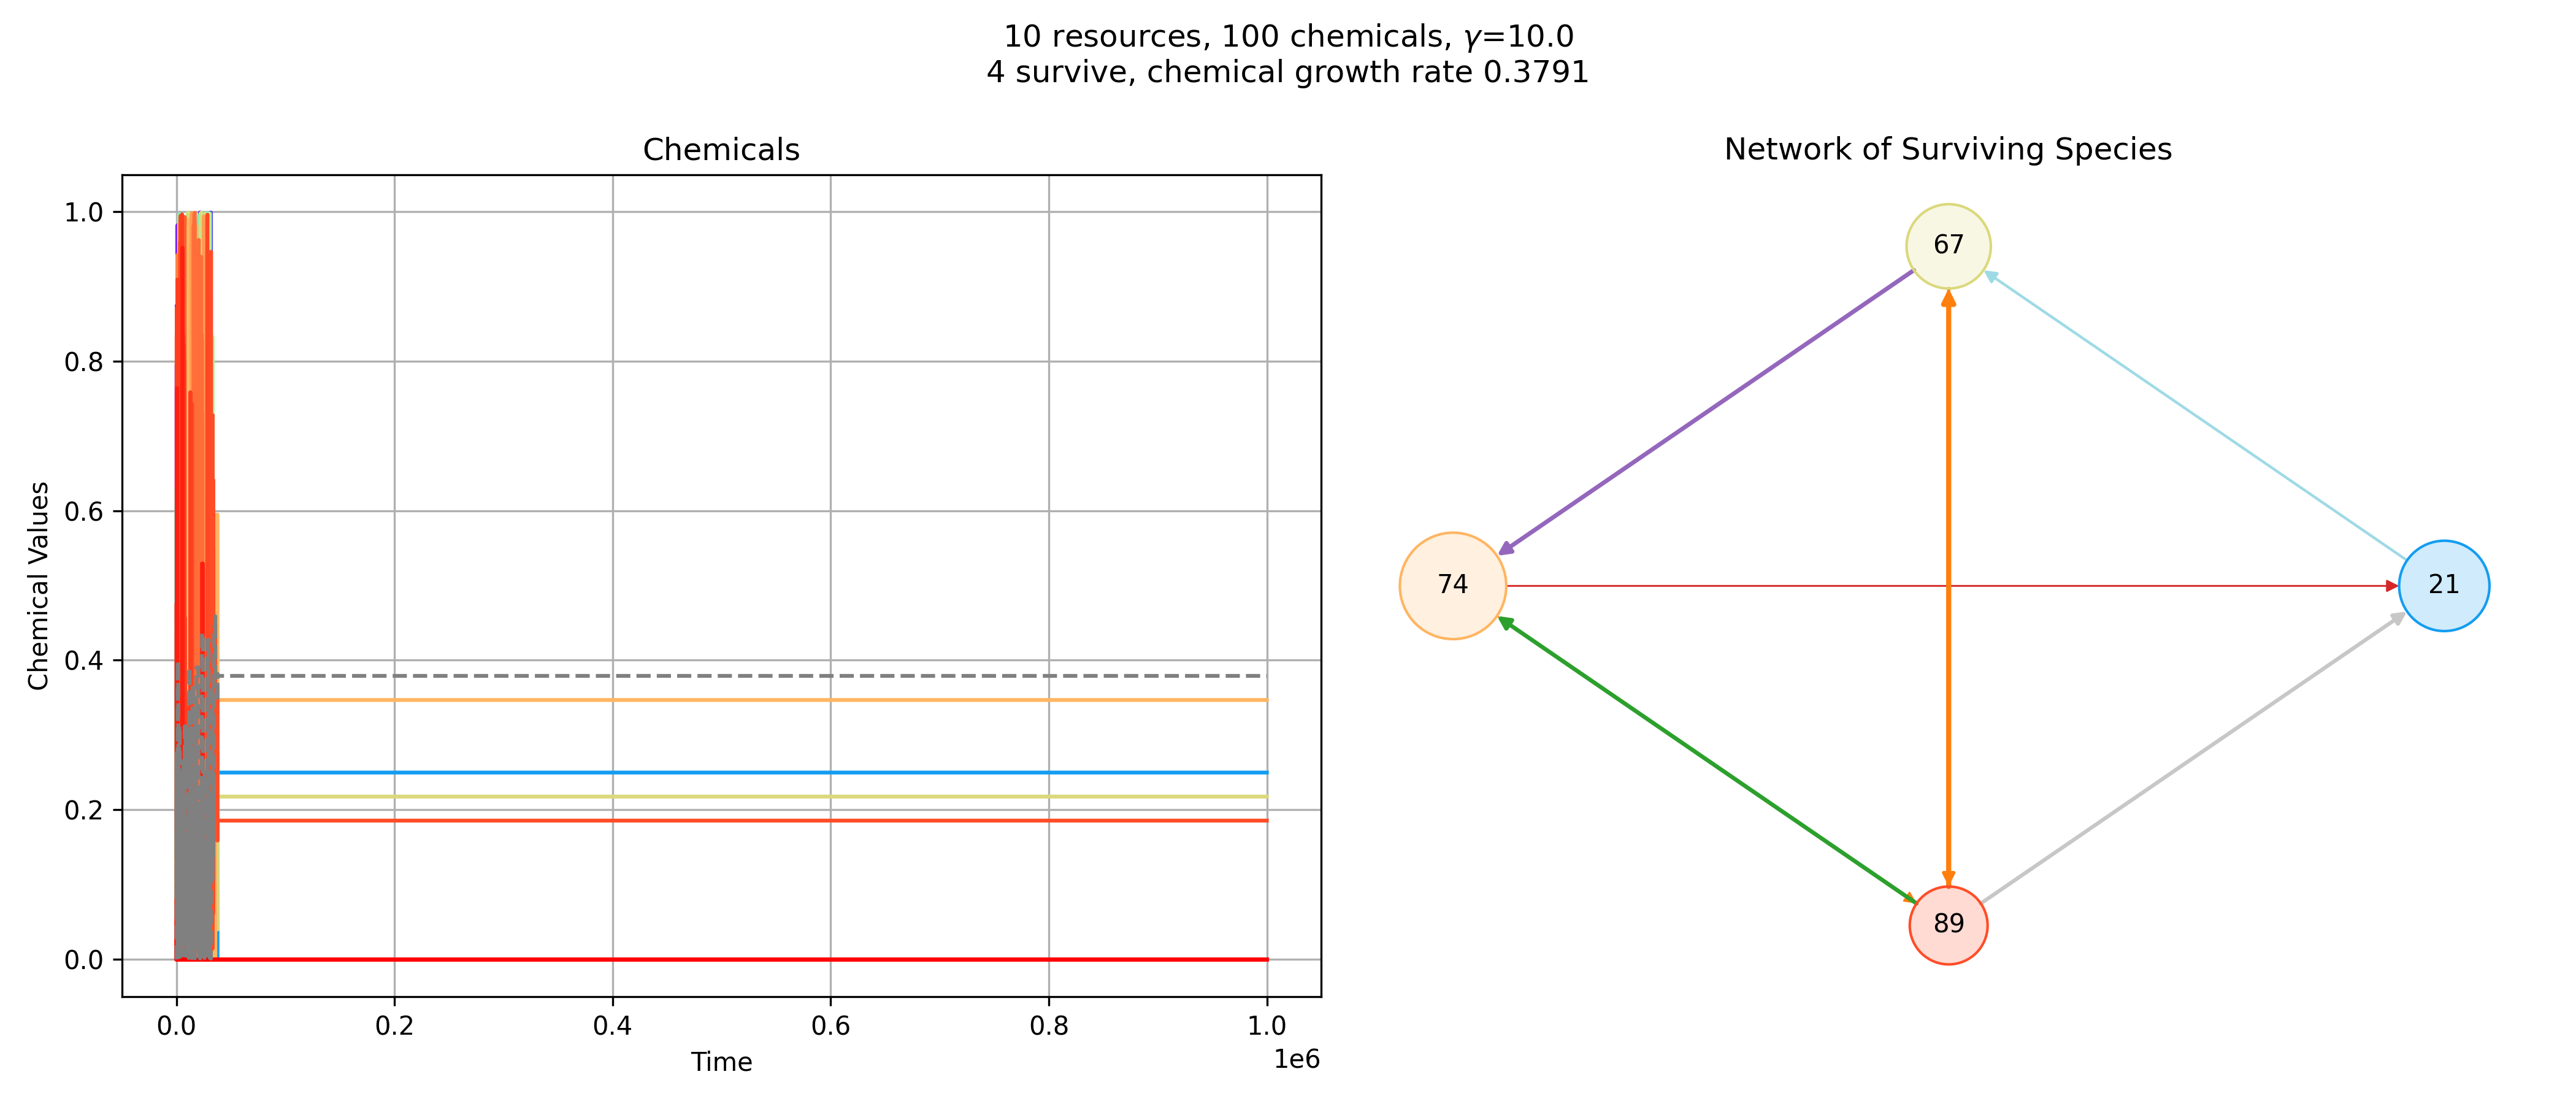 10 resources, 100 chemicals, γ=10.0
4 survive, chemical growth rate 0.3791
Chemicals
Network of Surviving Species
1.0
0.8
0.6
0.4
0.2
0.0
Chemical Values
0.0 0.2 0.4 0.6 0.8 1.0
1e6
Time
67
74
21
89